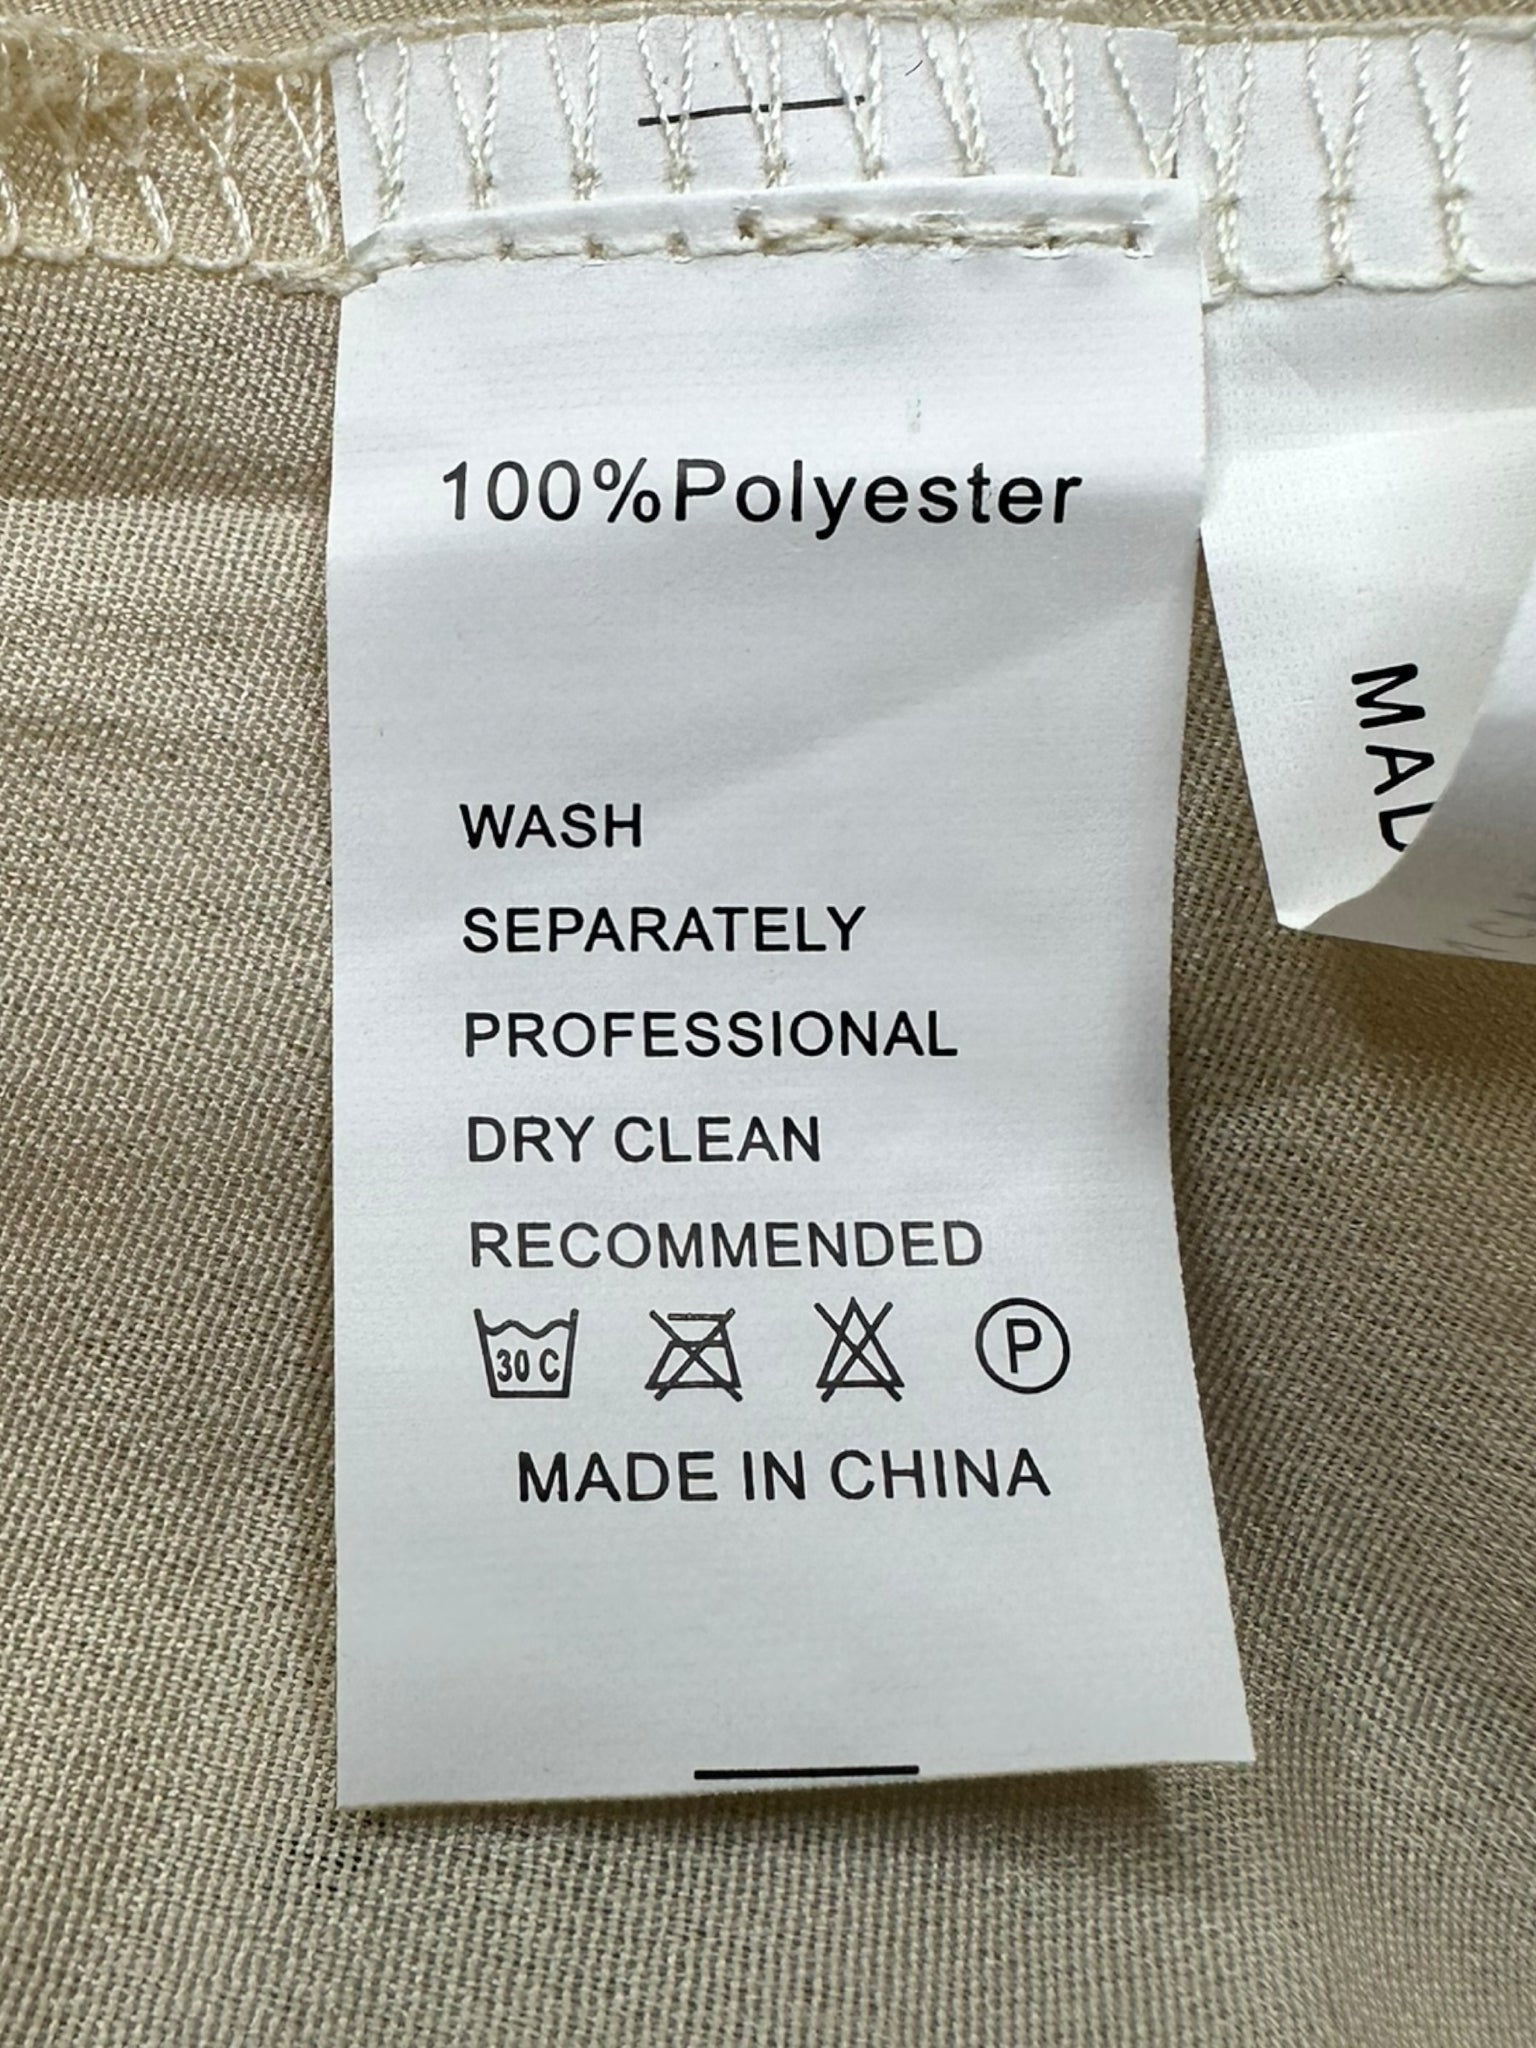 100%Polyester
WASH
SEPARATELY
PROFESSIONAL
DRY CLEAN
RECOMMENDED
30 C P
MADE IN CHINA